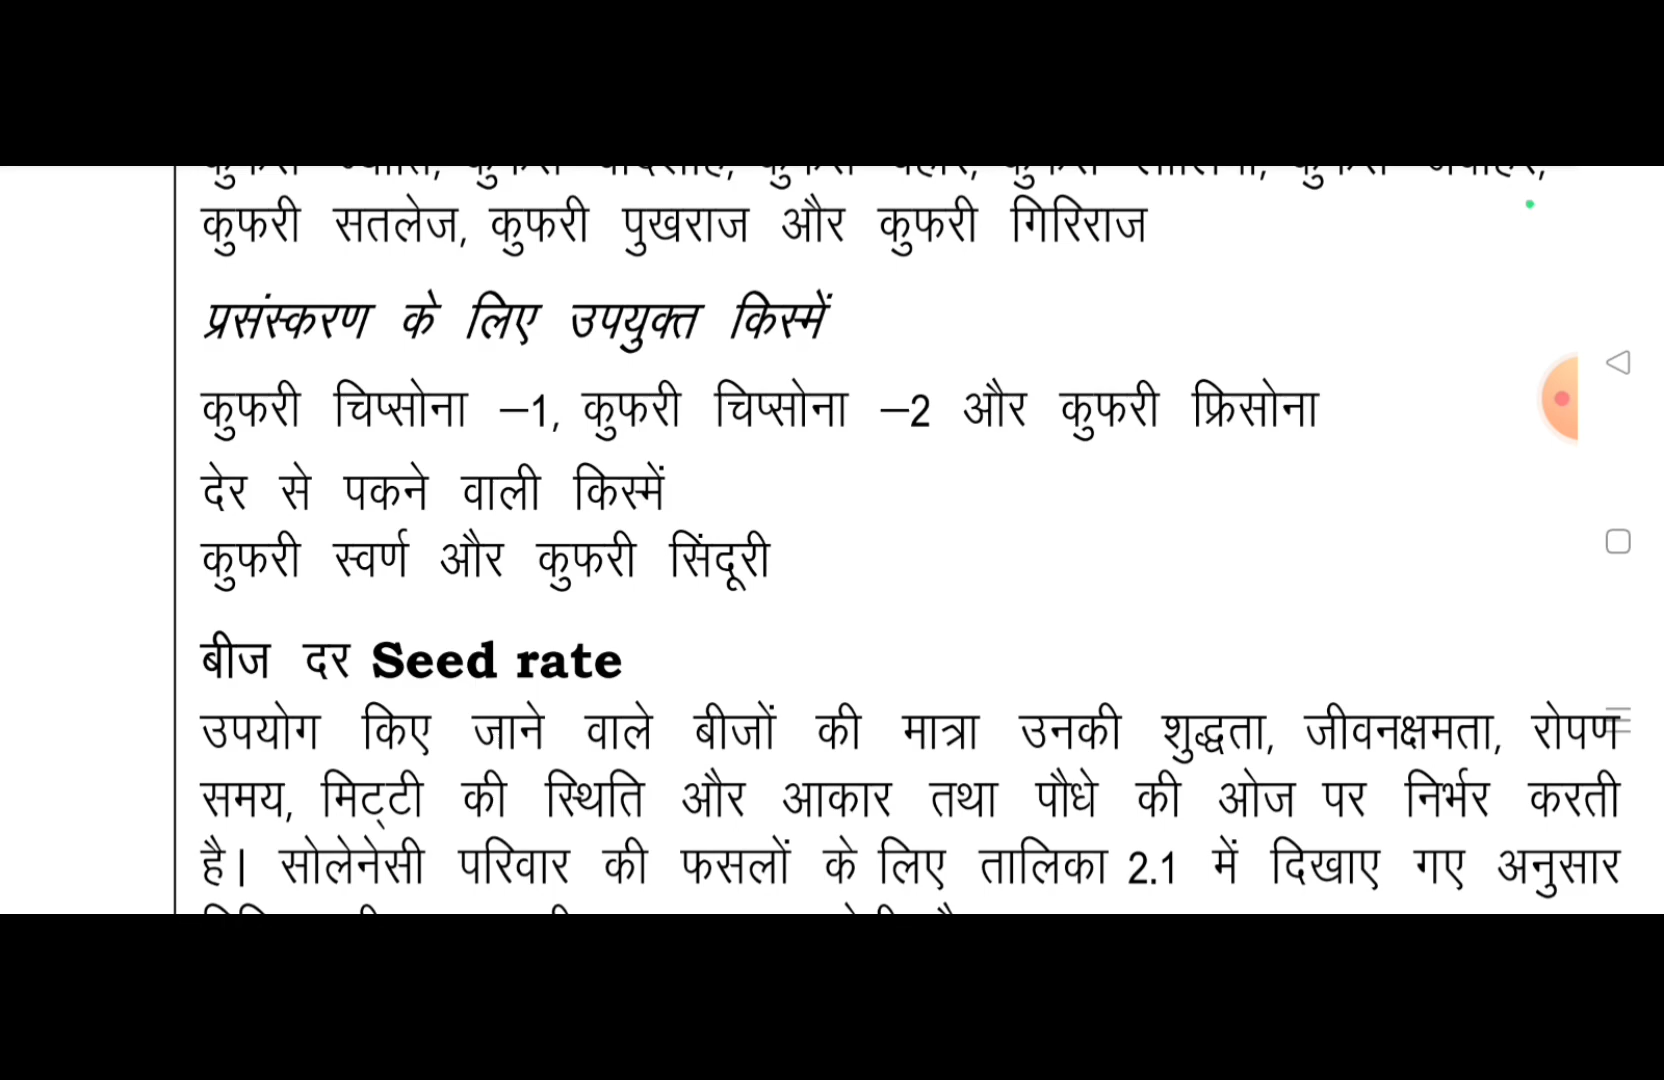 कुफरी सतलेज, कुफरी पुखराज और कुफरी गिरिराज
प्रसंस्करण के लिए उपयुक्त किस्में
कुफरी चिप्सोना –1, कुफरी चिप्सोना –2 और कुफरी फ्रिसोना
देर से पकने वाली किस्में
कुफरी स्वर्ण और कुफरी सिंदूरी
बीज दर Seed rate
उपयोग किए जाने वाले बीजों की मात्रा उनकी शुद्धता, जीवनक्षमता, रोपण
समय, मिट्‌टी की स्थिति और आकार तथा पौधे की ओज पर निर्भर करती
है। सोलेनेसी परिवार की फसलों के लिए तालिका 2.1 में दिखाए गए अनुसार